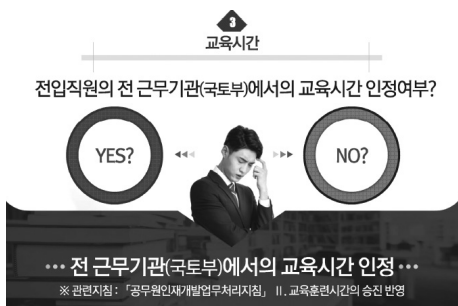 3
교육시간
전입직원의 전 근무기관(국토부)에서의 교육시간 인정여부?
YES?
NO?
••• 전 근무기관(국토부)에서의 교육시간 인정 •••
※ 관련지침 : 「공무원인재개발업무처리지침」 Ⅱ. 교육훈련시간의 승진 반영